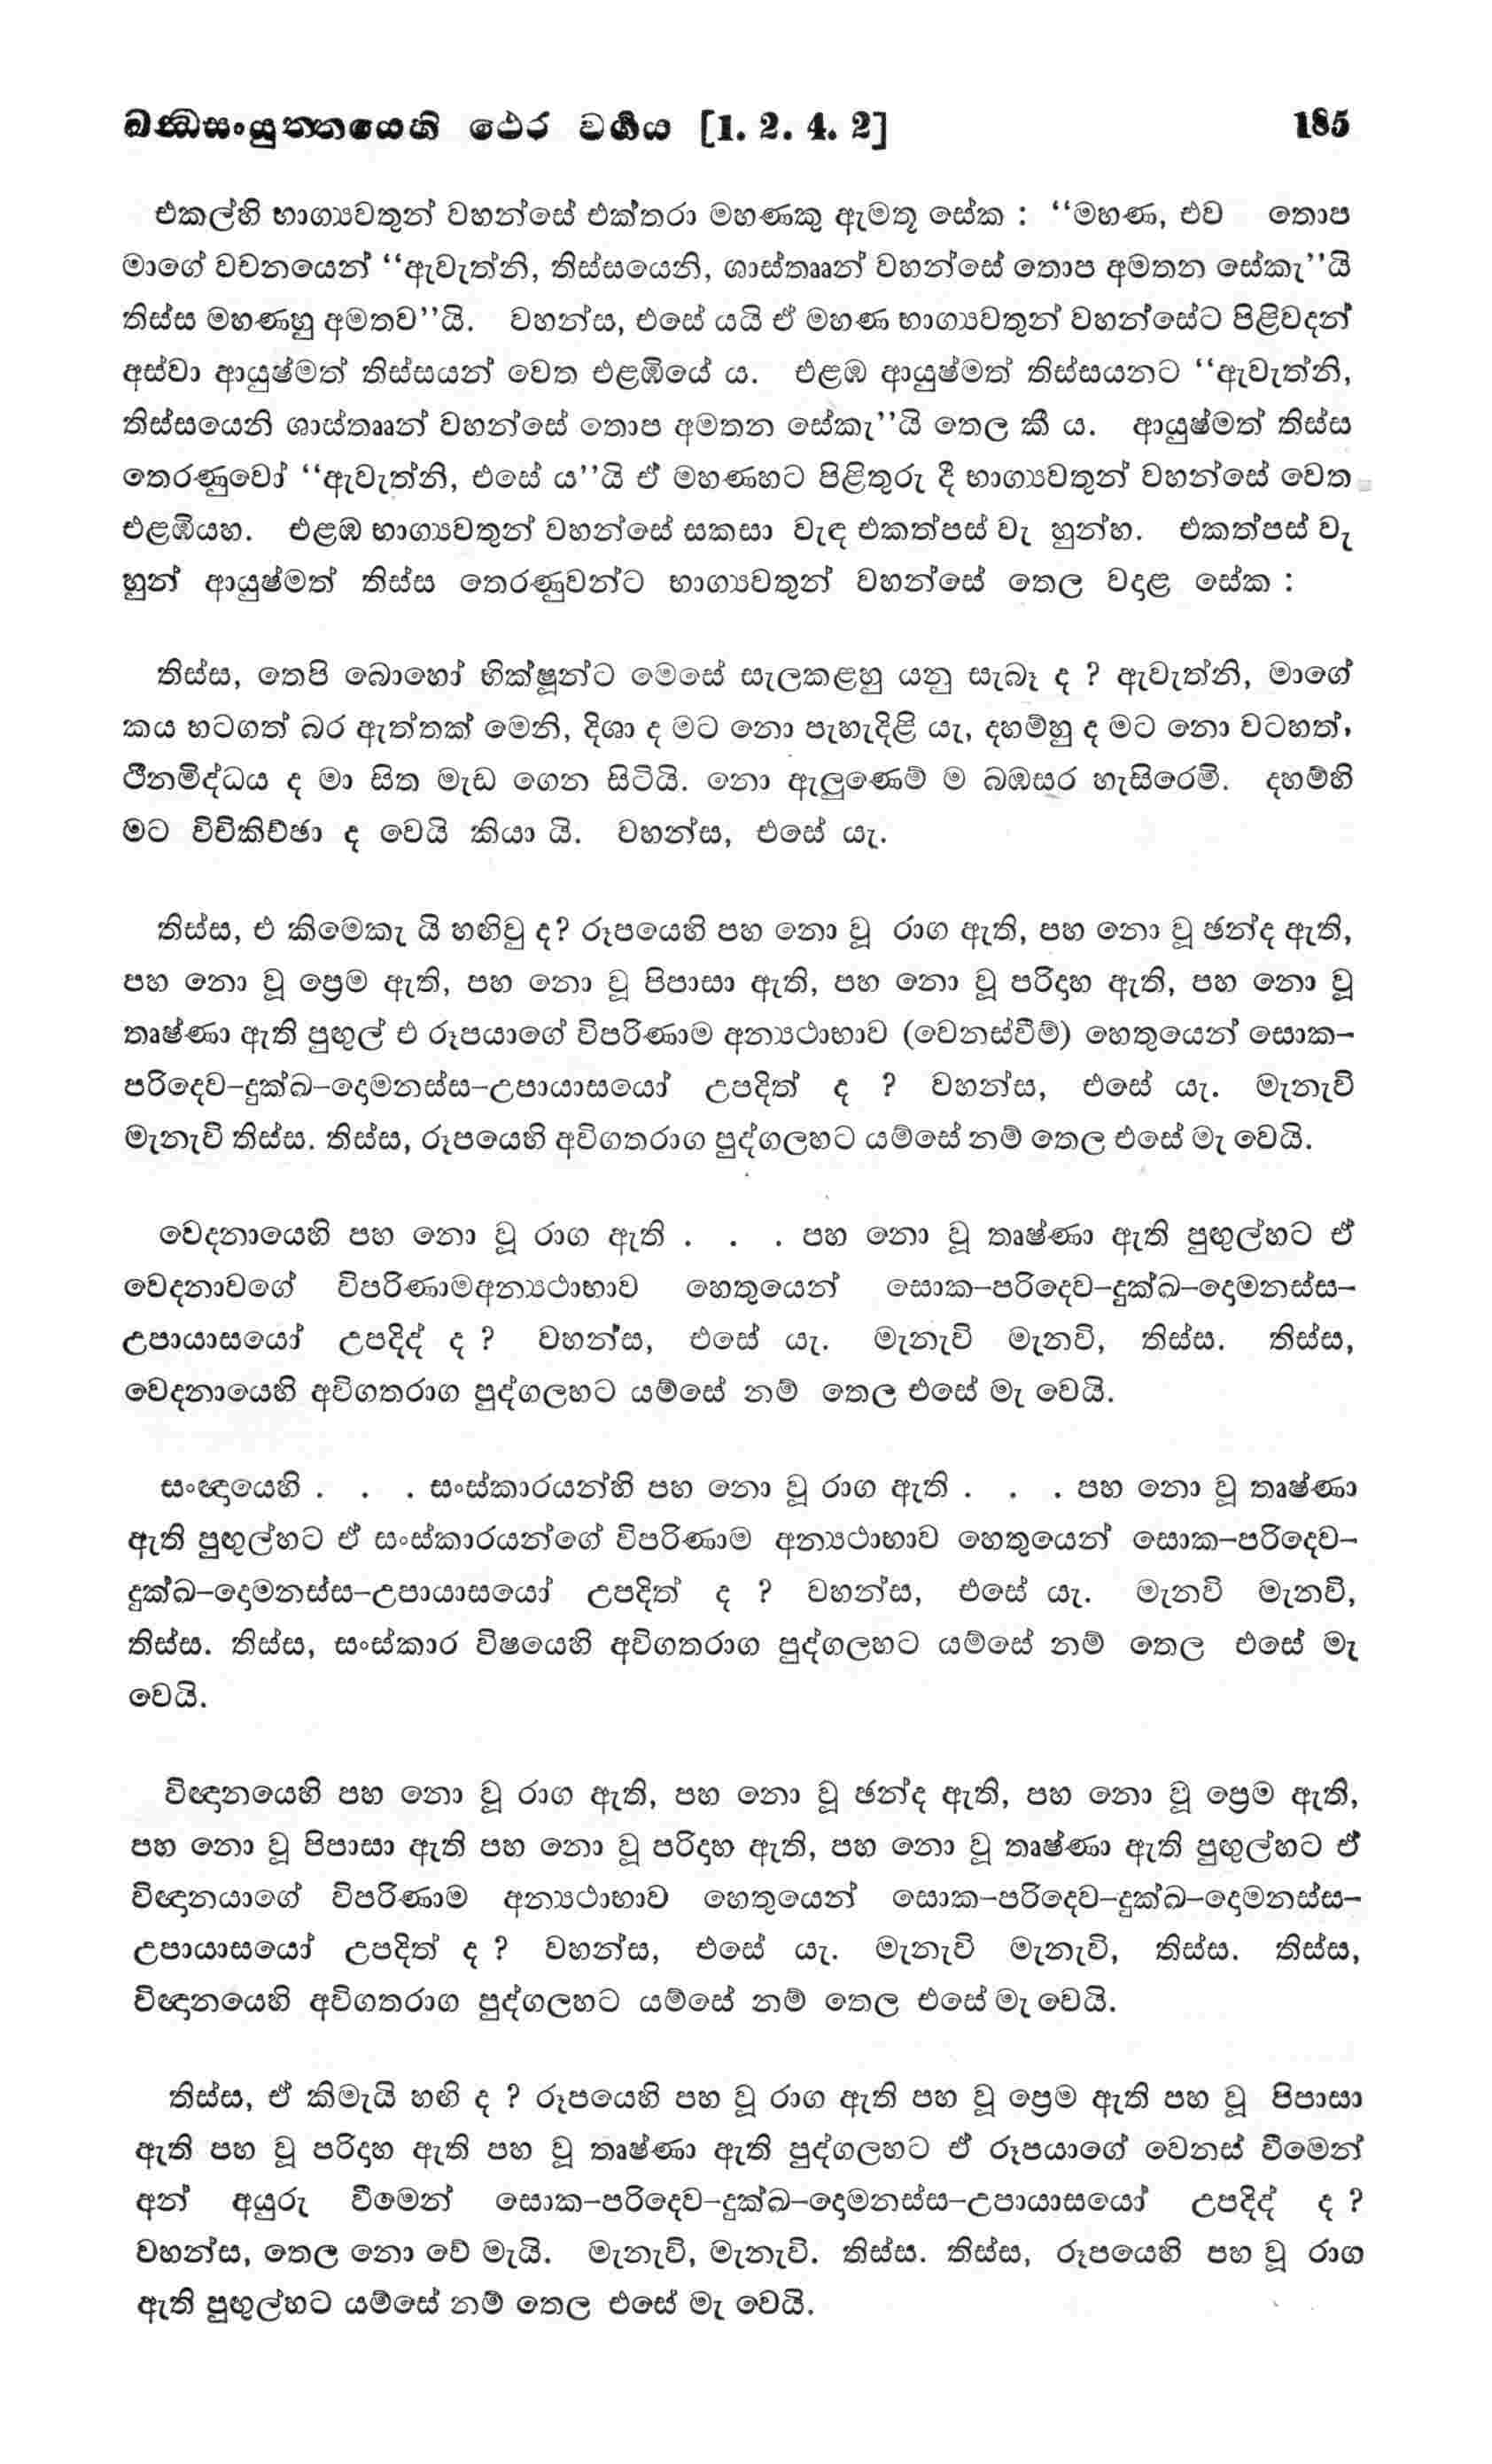 ඛන්ධසංයුත්තයෙහි ථෙර වර්ගය [1. 2. 4. 2] 185
එකල්හි භාග්‍යවතුන් වහන්සේ එක්තරා මහණකු ඇමතූ සේක : “මහණ, එව තොප
මාගේ වචනයෙන් “ඇවැත්නි, තිස්සයෙනි, ශාස්තෲන් වහන්සේ තොප අමතන සේකැ”යි
තිස්ස මහණහු අමතව”යි. වහන්ස, එසේ යයි ඒ මහණ භාග්‍යවතුන් වහන්සේට පිළිවදන්
අස්වා ආයුෂ්මත් තිස්සයන් වෙත එළඹියේ ය. එළඹ ආයුෂ්මත් තිස්සයනට “ඇවැත්නි,
තිස්සයෙනි ශාස්තෲන් වහන්සේ තොප අමතන සේකැ”යි තෙල කී ය. ආයුෂ්මත් තිස්ස
තෙරණුවෝ “ඇවැත්නි, එසේ ය”යි ඒ මහණහට පිළිතුරු දී භාග්‍යවතුන් වහන්සේ වෙත
එළඹියහ. එළඹ භාග්‍යවතුන් වහන්සේ සකසා වැඳ එකත්පස් වැ හුන්හ. එකත්පස් වැ
හුන් ආයුෂ්මත් තිස්ස තෙරණුවන්ට භාග්‍යවතුන් වහන්සේ තෙල වදාළ සේක :
තිස්ස, තෙපි බොහෝ භික්ෂූන්ට මෙසේ සැලකළහු යනු සැබෑ ද ? ඇවැත්නි, මාගේ
කය හටගත් බර ඇත්තක් මෙනි, දිශා ද මට නො පැහැදිළි යැ, දහම්හු ද මට නො වටහත්,
ථීනමිද්ධය ද මා සිත මැඩ ගෙන සිටියි. නො ඇලුණෙම් ම බඹසර හැසිරෙමි. දහම්හි
මට විචිකිච්ඡා ද වෙයි කියා යි. වහන්ස, එසේ යැ.
තිස්ස, එ කිමෙකැ යි හඟිවු ද? රූපයෙහි පහ නො වූ රාග ඇති, පහ නො වූ ඡන්ද ඇති,
පහ නො වූ ප්‍රෙම ඇති, පහ නො වූ පිපාසා ඇති, පහ නො වූ පරිදාහ ඇති, පහ නො වූ
තෘෂ්ණා ඇති පුඟුල් එ රූපයාගේ විපරිණාම අන්‍යථාභාව (වෙනස්වීම්) හෙතුයෙන් සොක–
පරිදෙව–දුක්ඛ–දොමනස්ස–උපායාසයෝ උපදිත් ද ? වහන්ස, එසේ යැ. මැනැවි
මැනැවි තිස්ස. තිස්ස, රූපයෙහි අවිගතරාග පුද්ගලහට යම්සේ නම් තෙල එසේ මැ වෙයි.
වෙදනායෙහි පහ නො වූ රාග ඇති . . . පහ නො වූ තෘෂ්ණා ඇති පුඟුල්හට ඒ
වෙදනාවගේ විපරිණාමඅන්‍යථාභාව හෙතුයෙන් සොක–පරිදෙව–දුක්ඛ–දොමනස්ස–
උපායාසයෝ උපදිද් ද ? වහන්ස, එසේ යැ. මැනැවි මැනවි, තිස්ස. තිස්ස,
වෙදනායෙහි අවිගතරාග පුද්ගලහට යම්සේ නම් තෙල එසේ මැ වෙයි.
සංඥායෙහි . . . සංස්කාරයන්හි පහ නො වූ රාග ඇති . . . පහ නො වූ තෘෂ්ණා
ඇති පුඟුල්හට ඒ සංස්කාරයන්ගේ විපරිණාම අන්‍යථාභාව හෙතුයෙන් සොක–පරිදෙව–
දුක්ඛ–දොමනස්ස–උපායාසයෝ උපදිත් ද ? වහන්ස, එසේ යැ. මැනවි මැනවි,
තිස්ස. තිස්ස, සංස්කාර විෂයෙහි අවිගතරාග පුද්ගලහට යම්සේ නම් තෙල එසේ මැ
වෙයි.
විඥානයෙහි පහ නො වූ රාග ඇති, පහ නො වූ ඡන්ද ඇති, පහ නො වූ ප්‍රෙම ඇති,
පහ නො වූ පිපාසා ඇති පහ නො වූ පරිදාහ ඇති, පහ නො වූ තෘෂ්ණා ඇති පුඟුල්හට ඒ
විඥානයාගේ විපරිණාම අන්‍යථාභාව හෙතුයෙන් සොක–පරිදෙව–දුක්ඛ–දොමනස්ස–
උපායාසයෝ උපදිත් ද ? වහන්ස, එසේ යැ. මැනැවි මැනැවි, තිස්ස. තිස්ස,
විඥානයෙහි අවිගතරාග පුද්ගලහට යම්සේ නම් තෙල එසේ මැ වෙයි.
තිස්ස, ඒ කිමැයි හඟි ද ? රූපයෙහි පහ වූ රාග ඇති පහ වූ ප්‍රෙම ඇති පහ වූ පිපාසා
ඇති පහ වූ පරිදාහ ඇති පහ වූ තෘෂ්ණා ඇති පුද්ගලහට ඒ රූපයාගේ වෙනස් වීමෙන්
අන් අයුරු වීමෙන් සොක–පරිදෙව–දුක්ඛ–දොමනස්ස–උපායාසයෝ උපදිද් ද ?
වහන්ස, තෙල නො වේ මැයි. මැනැවි, මැනැවි. තිස්ස. තිස්ස, රූපයෙහි පහ වූ රාග
ඇති පුඟුල්හට යම්සේ නම් තෙල එසේ මැ වෙයි.